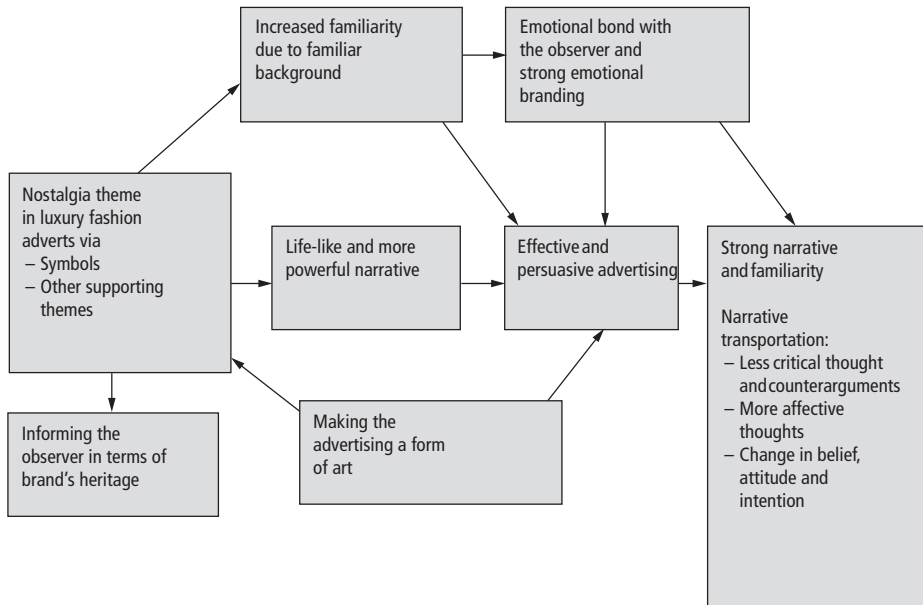 Increased familiarity
due to familiar
background
Emotional bond with
the observer and
strong emotional
branding
Nostalgia theme
in luxury fashion
adverts via
– Symbols
– Other supporting
themes
Life-like and more
powerful narrative
Effective and
persuasive advertising
Strong narrative
and familiarity
Narrative
transportation:
– Less critical thought
and counterarguments
– More affective
thoughts
– Change in belief,
attitude and
intention
Informing the
observer in terms of
brand's heritage
Making the
advertising a form
of art